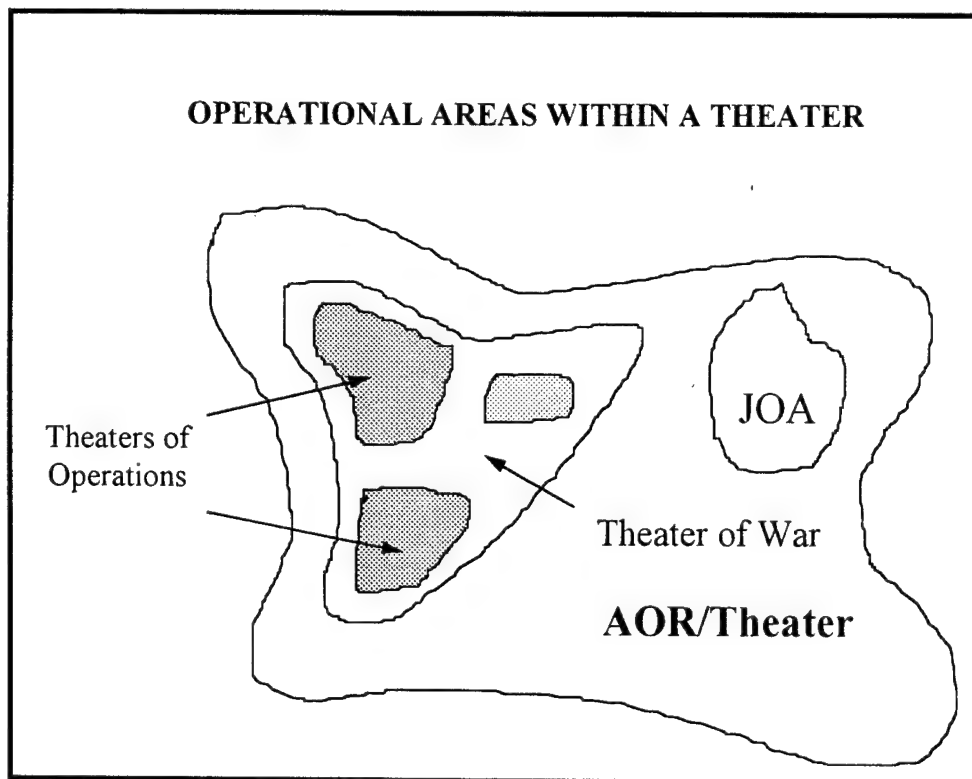 OPERATIONAL AREAS WITHIN A THEATER
JOA
Theaters of
Operations
Theater of War
AOR/Theater